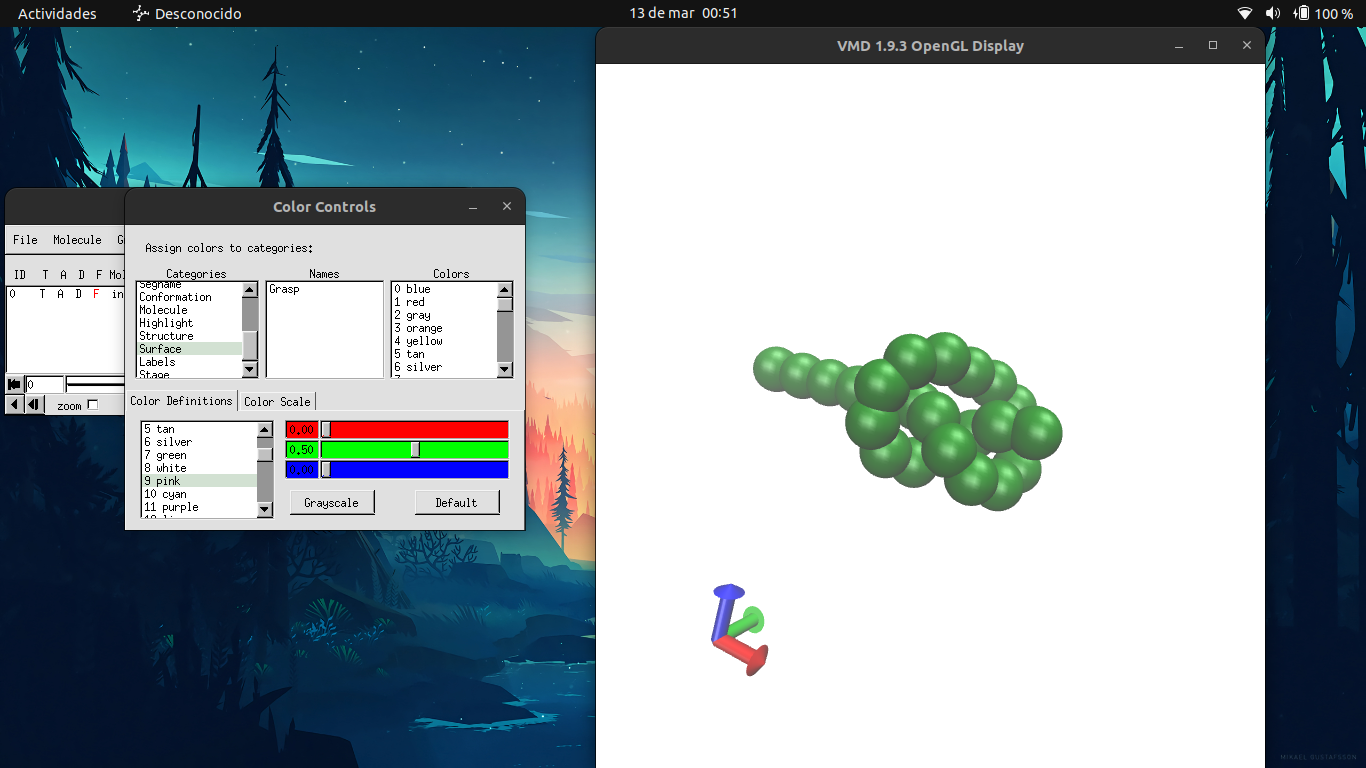 Actividades
Desconocido
13 de mar 00:51
100 %
VMD 1.9.3 OpenGL Display
Color Controls
File Molecule G
ID T A D F Mol
0 T A D F in
0
zoom
Assign colors to categories:
Categories
Segname
Conformation
Molecule
Highlight
Structure
Surface
Labels
Stage
Names
Grasp
Colors
0 blue
1 red
2 gray
3 orange
4 yellow
5 tan
6 silver
Color Definitions
Color Scale
5 tan
6 silver
7 green
8 white
9 pink
10 cyan
11 purple
0.00
0.50
0.00
Grayscale
Default
MIKAEL GUSTAFSSON